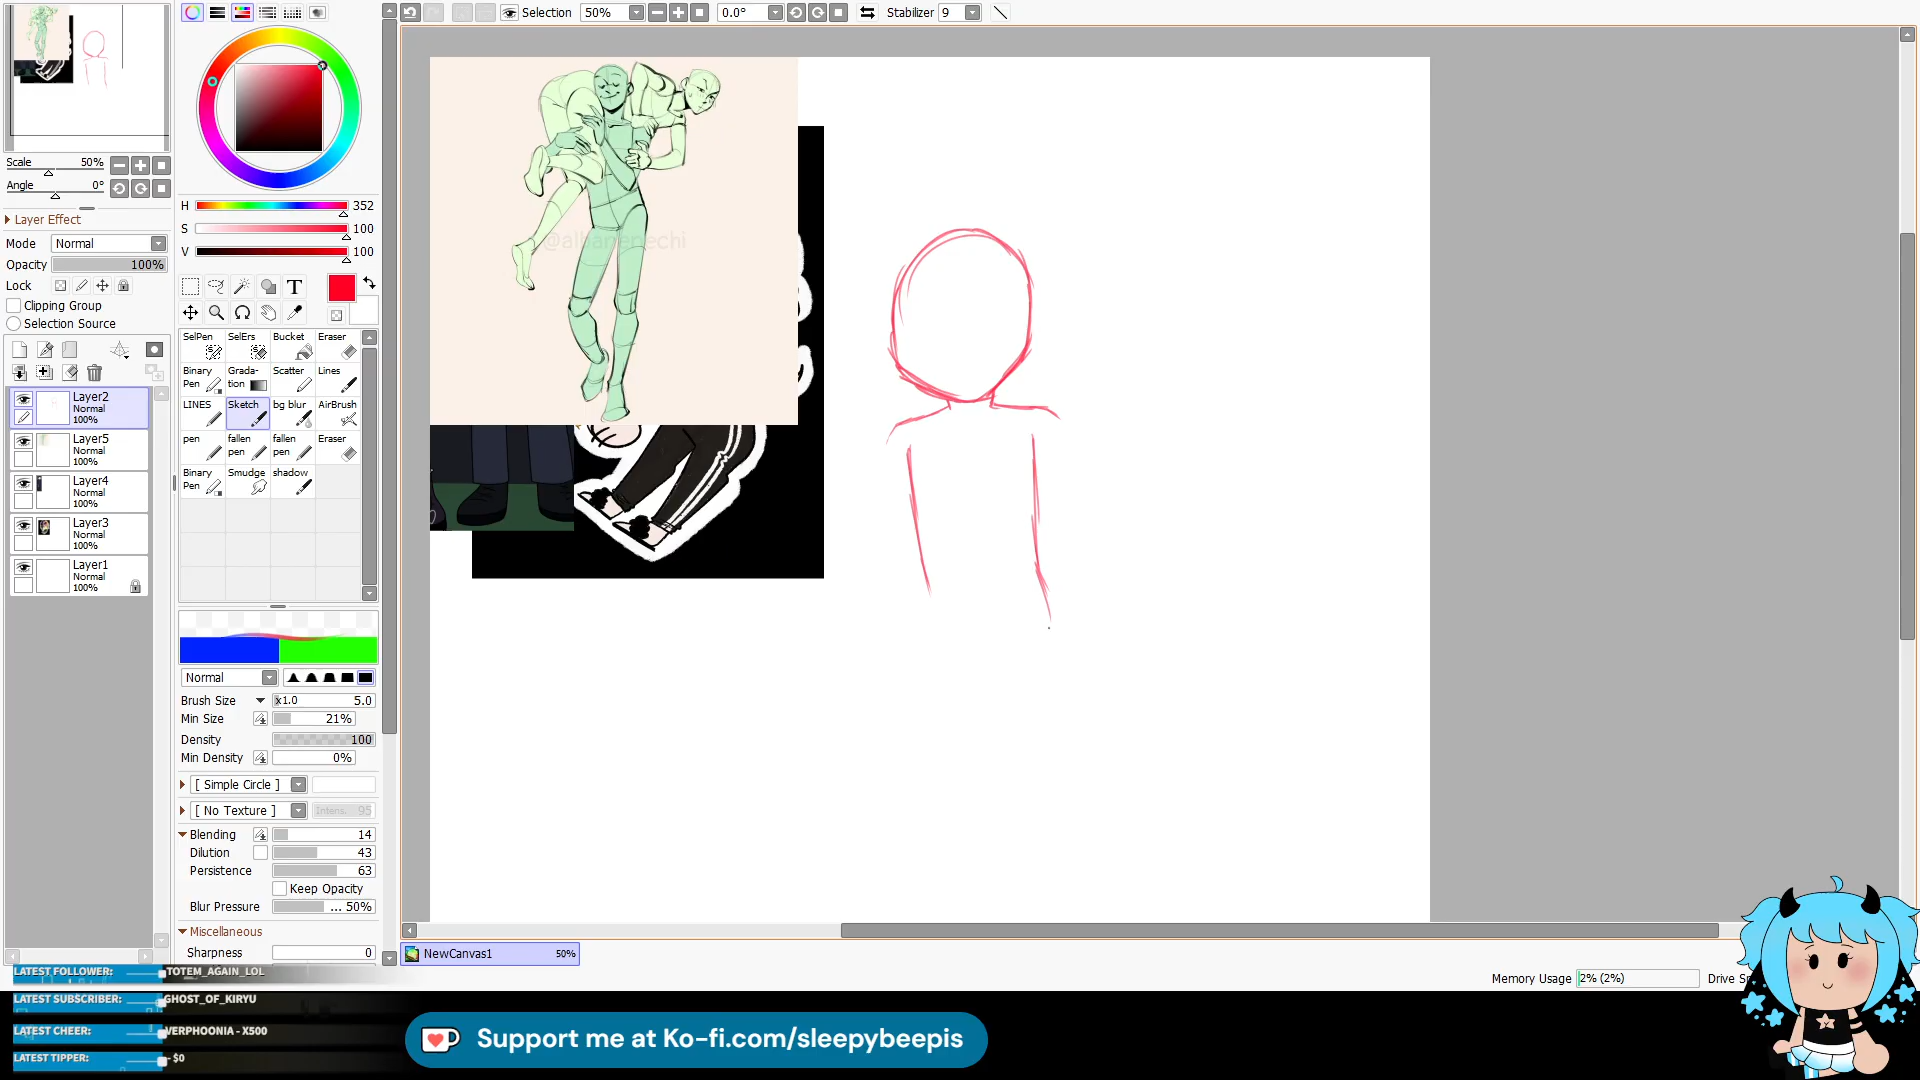 Selection
50%
0.0°
Stabilizer 9
Scale 50%
Angle 0°
Layer Effect
Mode Normal
Opacity 100%
Lock
Clipping Group
Selection Source
Layer2
Normal
100%
Layer5
Normal
100%
Layer4
Normal
100%
Layer3
Normal
100%
Layer1
Normal
100%
H 352
S 100
V 100
T
SelPen SelErs Bucket Eraser
Binary Pen Grada-tion Scatter Lines
LINES Sketch bg blur AirBrush
pen fallen pen fallen pen Eraser
Binary Pen Smudge shadow
Normal
Brush Size x1.0 5.0
Min Size 21%
Density 100
Min Density 0%
[ Simple Circle ]
[ No Texture ] Intens. 95
Blending 14
Dilution 43
Persistence 63
Keep Opacity
Blur Pressure ... 50%
Miscellaneous
Sharpness 0
NewCanvas1 50%
Memory Usage 2% (2%)
LATEST FOLLOWER: TOTEM_AGAIN_LOL
LATEST SUBSCRIBER: GHOST_OF_KIRYU
LATEST CHEER: VERPHOONIA - X500
LATEST TIPPER: - $0
Support me at Ko-fi.com/sleepybeepis